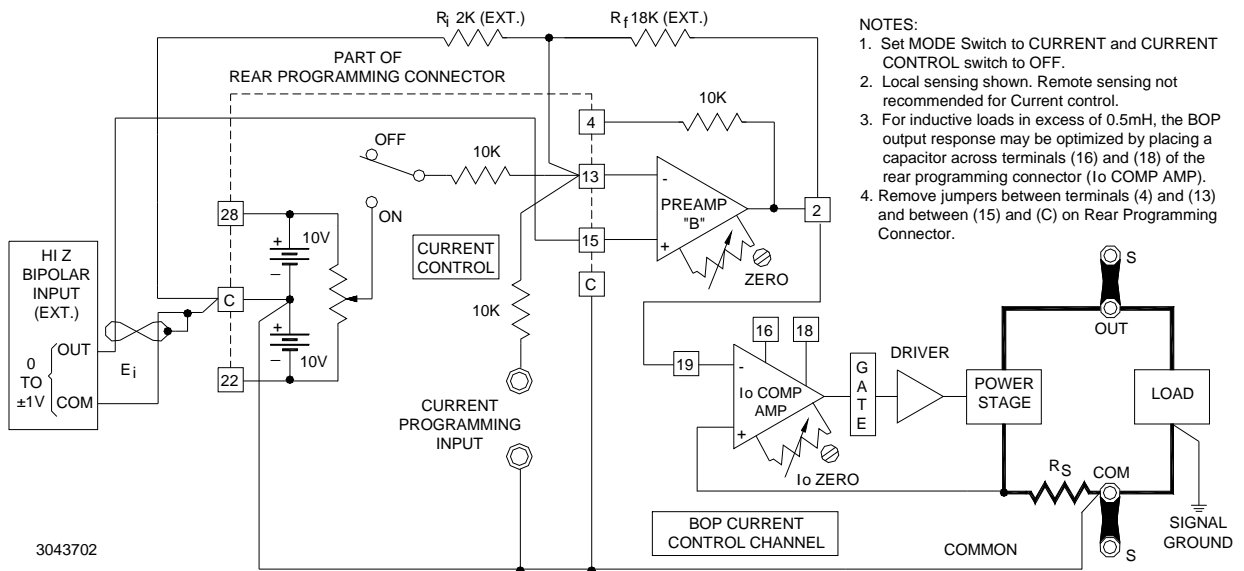 Ri 2K (EXT.)
Rf 18K (EXT.)
PART OF
REAR PROGRAMMING CONNECTOR
NOTES:
1. Set MODE Switch to CURRENT and CURRENT
CONTROL switch to OFF.
2. Local sensing shown. Remote sensing not
recommended for Current control.
3. For inductive loads in excess of 0.5mH, the BOP
output response may be optimized by placing a
capacitor across terminals (16) and (18) of the
rear programming connector (Io COMP AMP).
4. Remove jumpers between terminals (4) and (13)
and between (15) and (C) on Rear Programming
Connector.
4
10K
OFF
10K
13
-
PREAMP
"B"
2
ON
28
+
10V
–
15
+
CURRENT
CONTROL
ZERO
C
HI Z
BIPOLAR
INPUT
(EXT.)
C
10K
+
10V
–
OUT
0
TO
±1V
COM
Ei
22
CURRENT
PROGRAMMING
INPUT
16
18
19
-
Io COMP
AMP
+
Io ZERO
GATE
DRIVER
POWER
STAGE
S
OUT
LOAD
RS
COM
S
SIGNAL
GROUND
BOP CURRENT
CONTROL CHANNEL
COMMON
3043702